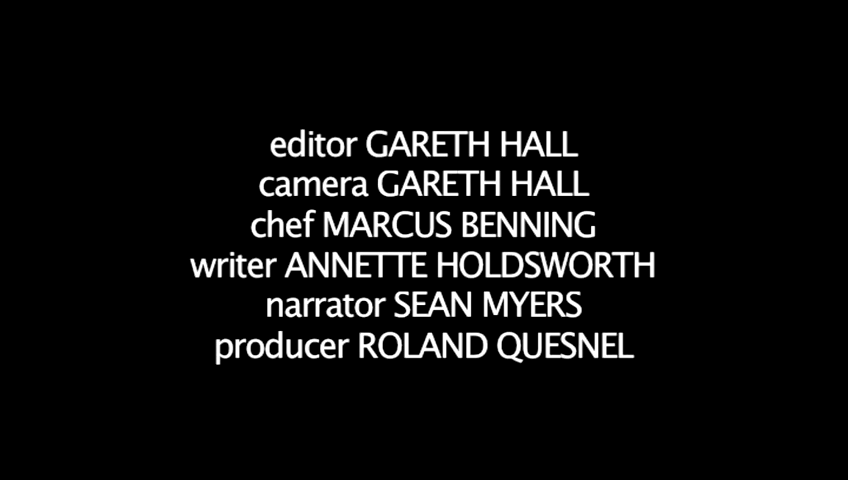 editor GARETH HALL
camera GARETH HALL
chef MARCUS BENNING
writer ANNETTE HOLDSWORTH
narrator SEAN MYERS
producer ROLAND QUESNEL